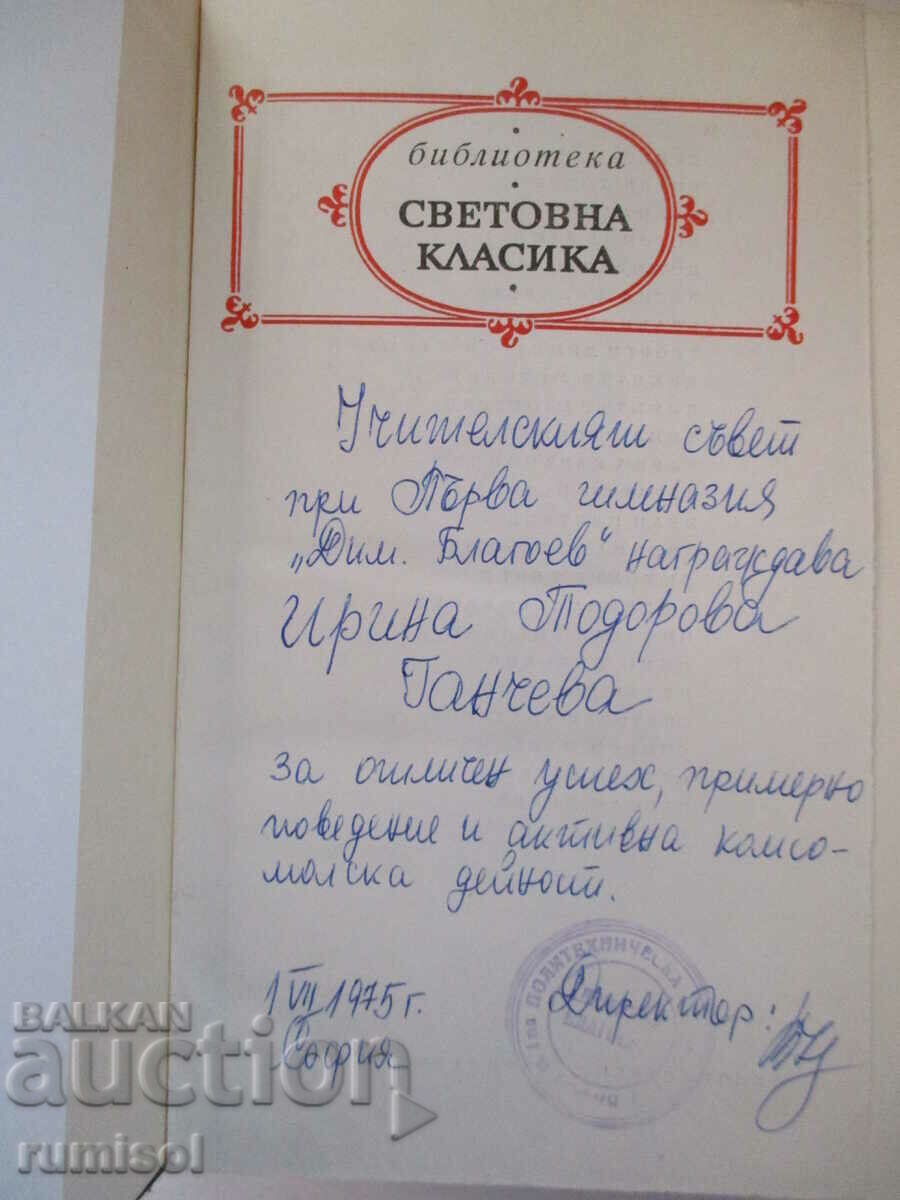 библиотека
СВЕТОВНА
КЛАСИКА
Учителският съвет
при Първа гимназия
„Дим. Благоев“ награждава
Ирина Тодорова
Ганчева
за отличен успех, примерно
поведение и активна комсо-
молска дейност.
1 VII 1975 г.
София
Директор:
ПОЛИТЕХНИЧЕСКА
BALKAN
auction
rumisol